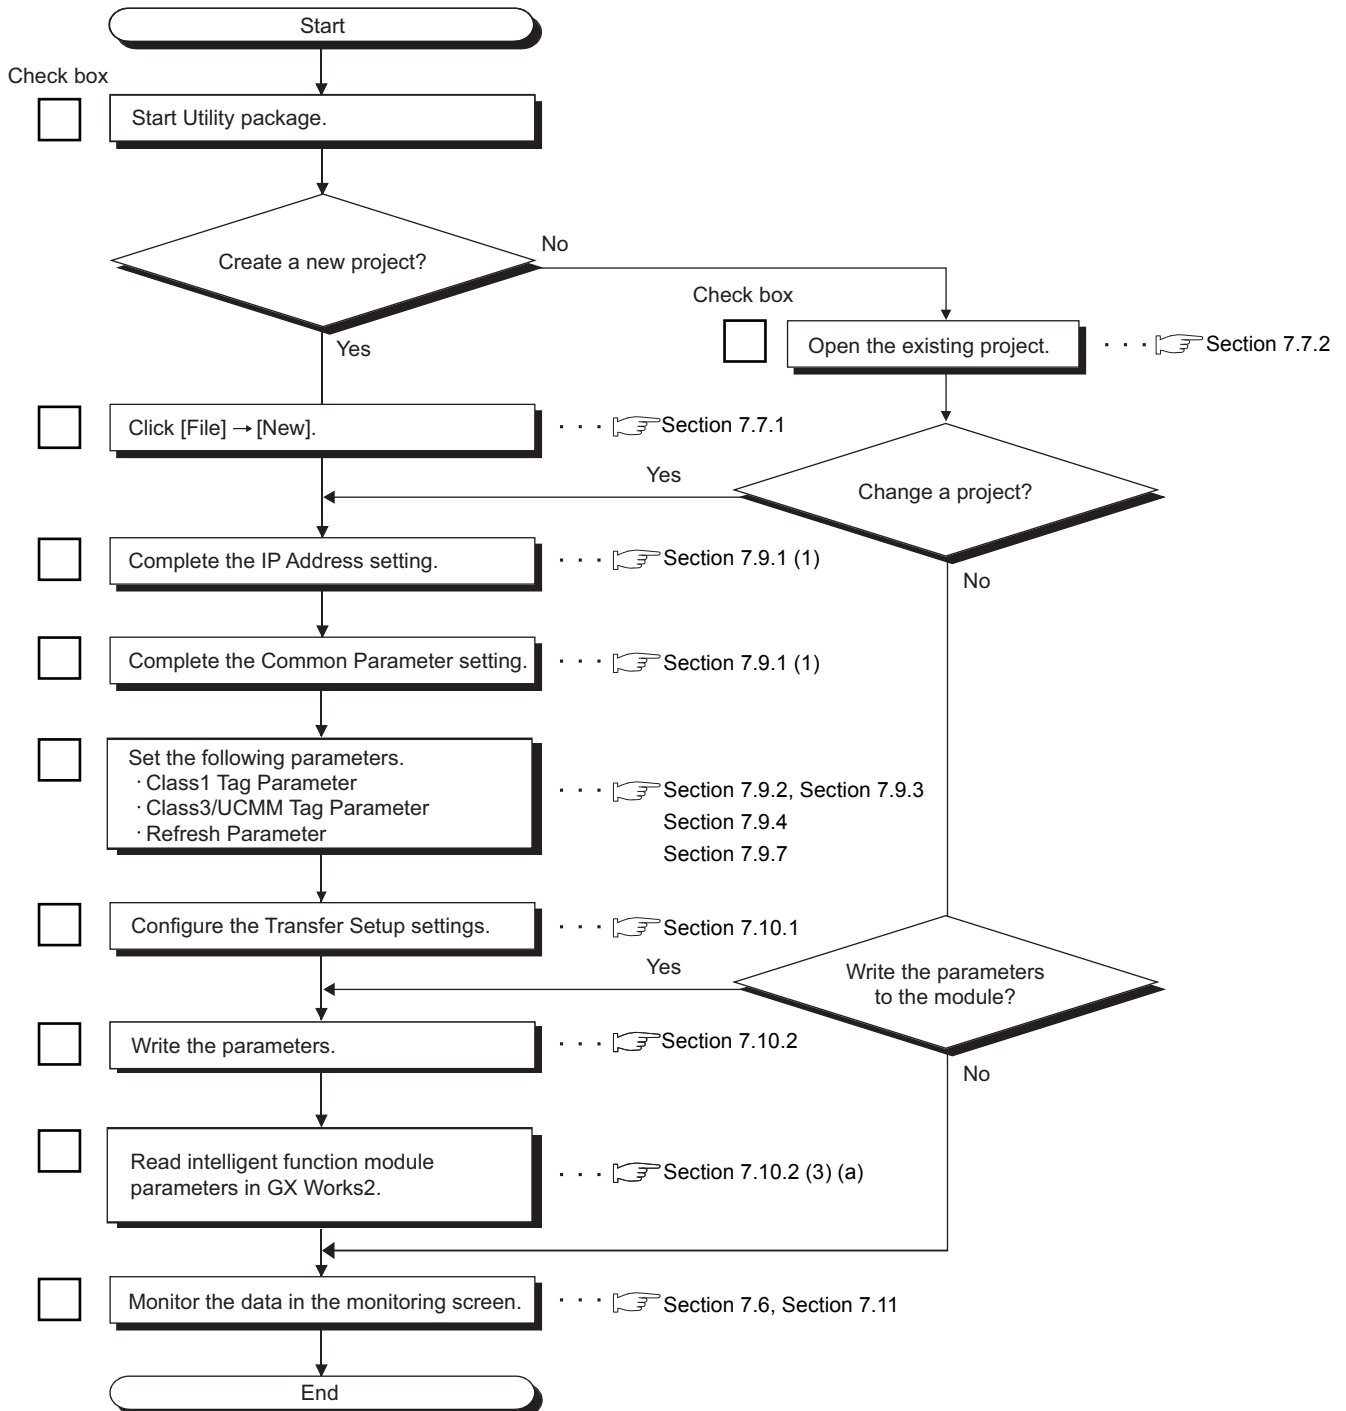 Start
Check box
Start Utility package.
Create a new project?
No
Yes
Check box
Open the existing project.
· · · Section 7.7.2
Click [File] → [New].
· · · Section 7.7.1
Yes
Change a project?
No
Complete the IP Address setting.
· · · Section 7.9.1 (1)
Complete the Common Parameter setting.
· · · Section 7.9.1 (1)
Set the following parameters.
· Class1 Tag Parameter
· Class3/UCMM Tag Parameter
· Refresh Parameter
· · · Section 7.9.2, Section 7.9.3
Section 7.9.4
Section 7.9.7
Configure the Transfer Setup settings.
· · · Section 7.10.1
Yes
Write the parameters
to the module?
No
Write the parameters.
· · · Section 7.10.2
Read intelligent function module
parameters in GX Works2.
· · · Section 7.10.2 (3) (a)
Monitor the data in the monitoring screen.
· · · Section 7.6, Section 7.11
End